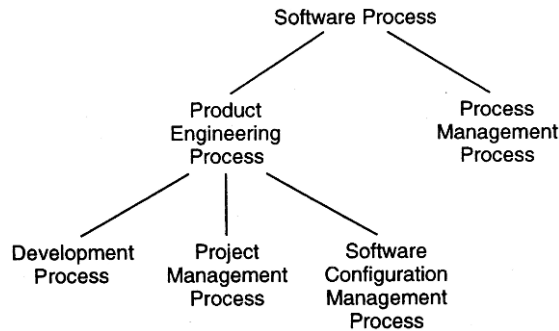 Software Process
Product
Engineering
Process
Process
Management
Process
Development
Process
Project
Management
Process
Software
Configuration
Management
Process